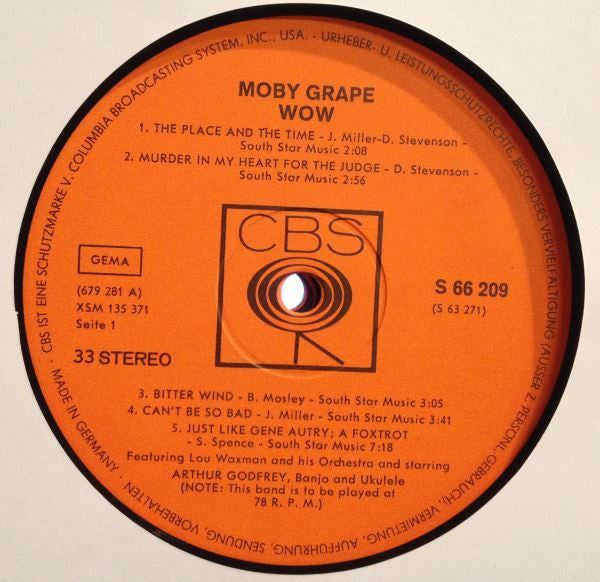 MOBY GRAPE
WOW
1. THE PLACE AND THE TIME - J. Miller-D. Stevenson -
South Star Music 2:08
2. MURDER IN MY HEART FOR THE JUDGE - D. Stevenson -
South Star Music 2:56
CBS
GEMA
(679 281 A)
XSM 135 371
Seite 1
33 STEREO
S 66 209
(S 63 271)
3. BITTER WIND - B. Mosley - South Star Music 3:05
4. CAN'T BE SO BAD - J. Miller - South Star Music 3:41
5. JUST LIKE GENE AUTRY; A FOXTROT
- S. Spence - South Star Music 7:18
Featuring Lou Waxman and his Orchestra and starring
ARTHUR GODFREY, Banjo and Ukulele
(NOTE: This band is to be played at
78 R. P. M.)
· CBS IST EINE SCHUTZMARKE V. COLUMBIA BROADCASTING SYSTEM, INC., USA. - URHEBER- U. LEISTUNGSSCHUTZRECHTE, BESONDERS VERVIELFÄLTIGUNG (AUSSER Z. PERSÖNL. GEBRAUCH), VERMIETUNG, AUFFÜHRUNG, SENDUNG, VORBEHALTEN · MADE IN GERMANY